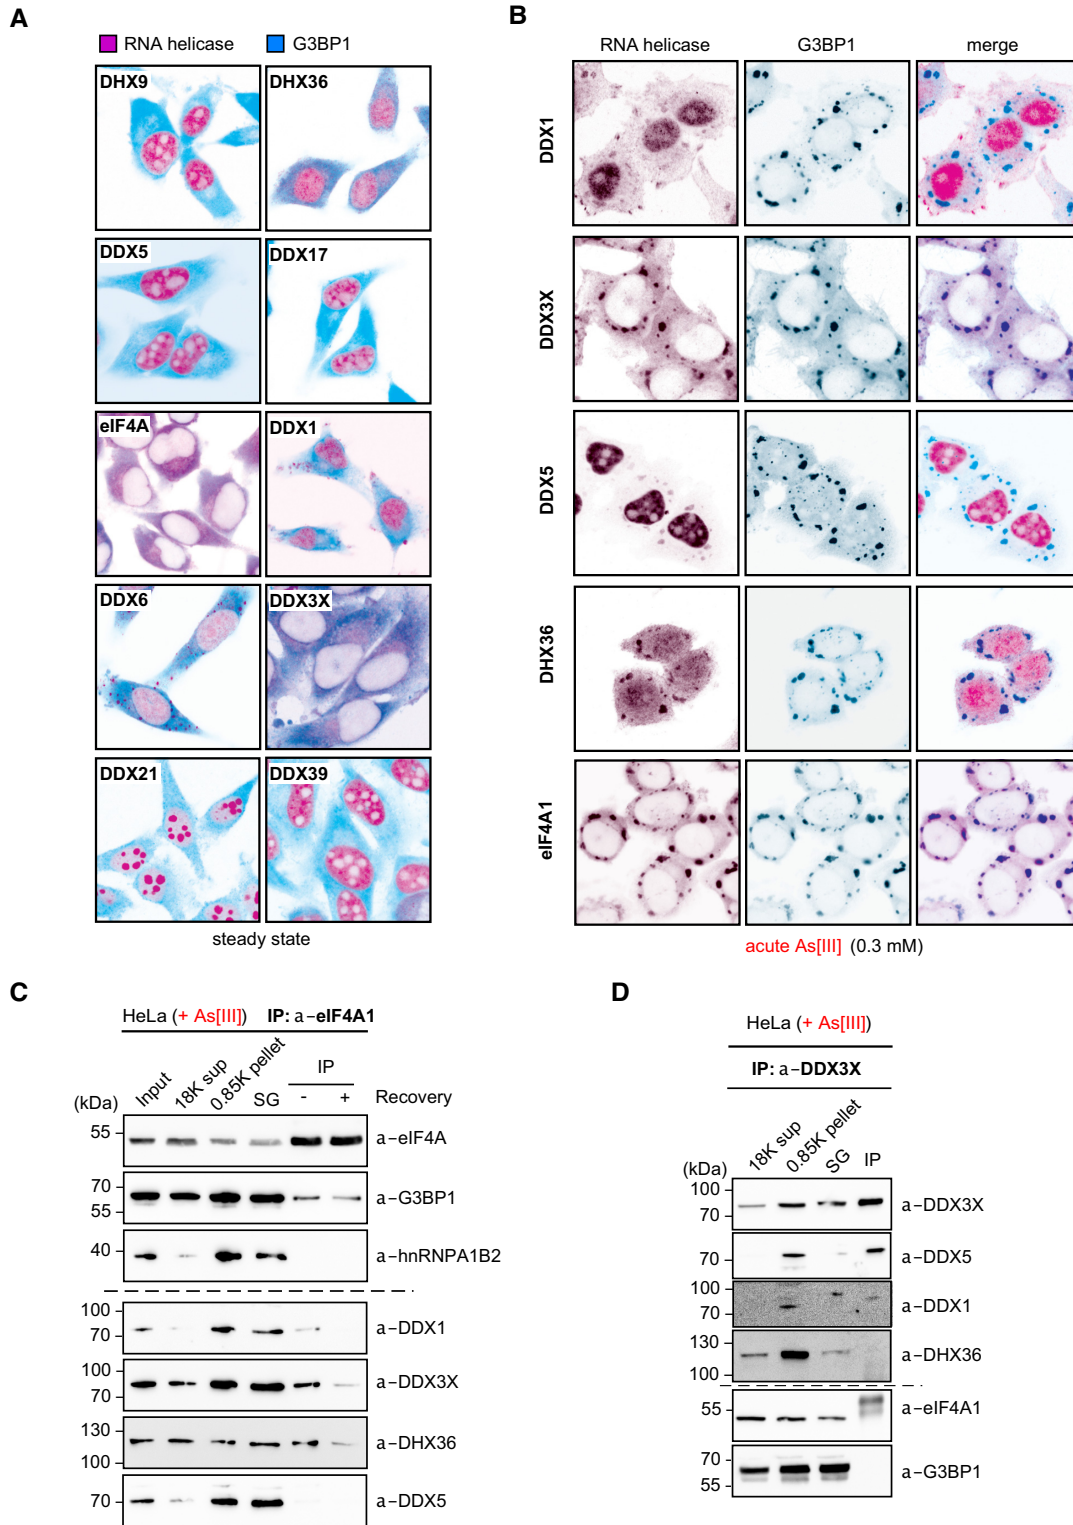 A
RNA helicase
G3BP1
DHX9
DHX36
DDX5
DDX17
eIF4A
DDX1
DDX6
DDX3X
DDX21
DDX39
steady state
B
RNA helicase
G3BP1
merge
DDX1
DDX3X
DDX5
DHX36
eIF4A1
acute As[III] (0.3 mM)
C
HeLa (+ As[III]) IP: a-eIF4A1
Input
18K sup
0.85K pellet
SG
IP
- + Recovery
(kDa)
55
a-eIF4A
70
55
a-G3BP1
40
a-hnRNPA1B2
100
70
a-DDX1
100
70
a-DDX3X
130
100
a-DHX36
70
a-DDX5
D
HeLa (+ As[III])
IP: a-DDX3X
18K sup
0.85K pellet
SG
IP
(kDa)
100
70
a-DDX3X
70
a-DDX5
100
70
a-DDX1
130
100
a-DHX36
55
a-eIF4A1
70
55
a-G3BP1